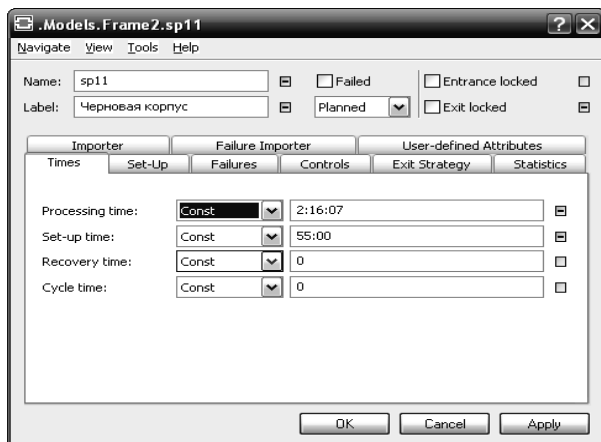 .Models.Frame2.sp11
Navigate View Tools Help
Name: sp11 Failed Entrance locked
Label: Черновая корпус Planned Exit locked
Importer Failure Importer User-defined Attributes
Times Set-Up Failures Controls Exit Strategy Statistics
Processing time: Const 2:16:07
Set-up time: Const 55:00
Recovery time: Const 0
Cycle time: Const 0
OK Cancel Apply